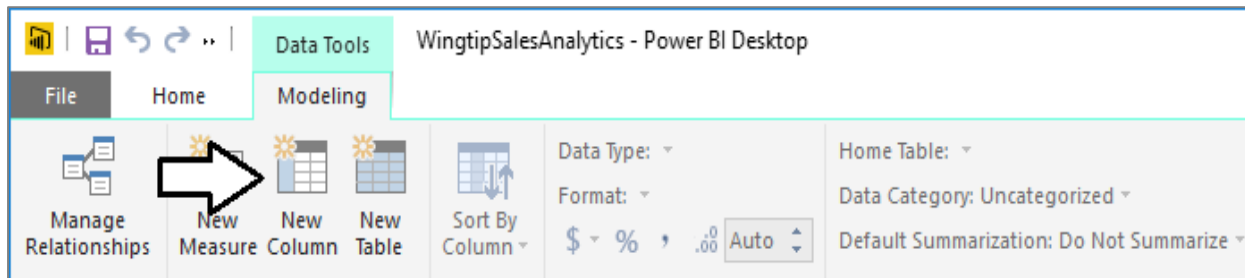 Data Tools WingtipSalesAnalytics - Power BI Desktop
File Home Modeling
Manage Relationships
New Measure
New Column
New Table
Sort By Column
Data Type:
Format:
$ % , .00 Auto
Home Table:
Data Category: Uncategorized
Default Summarization: Do Not Summarize